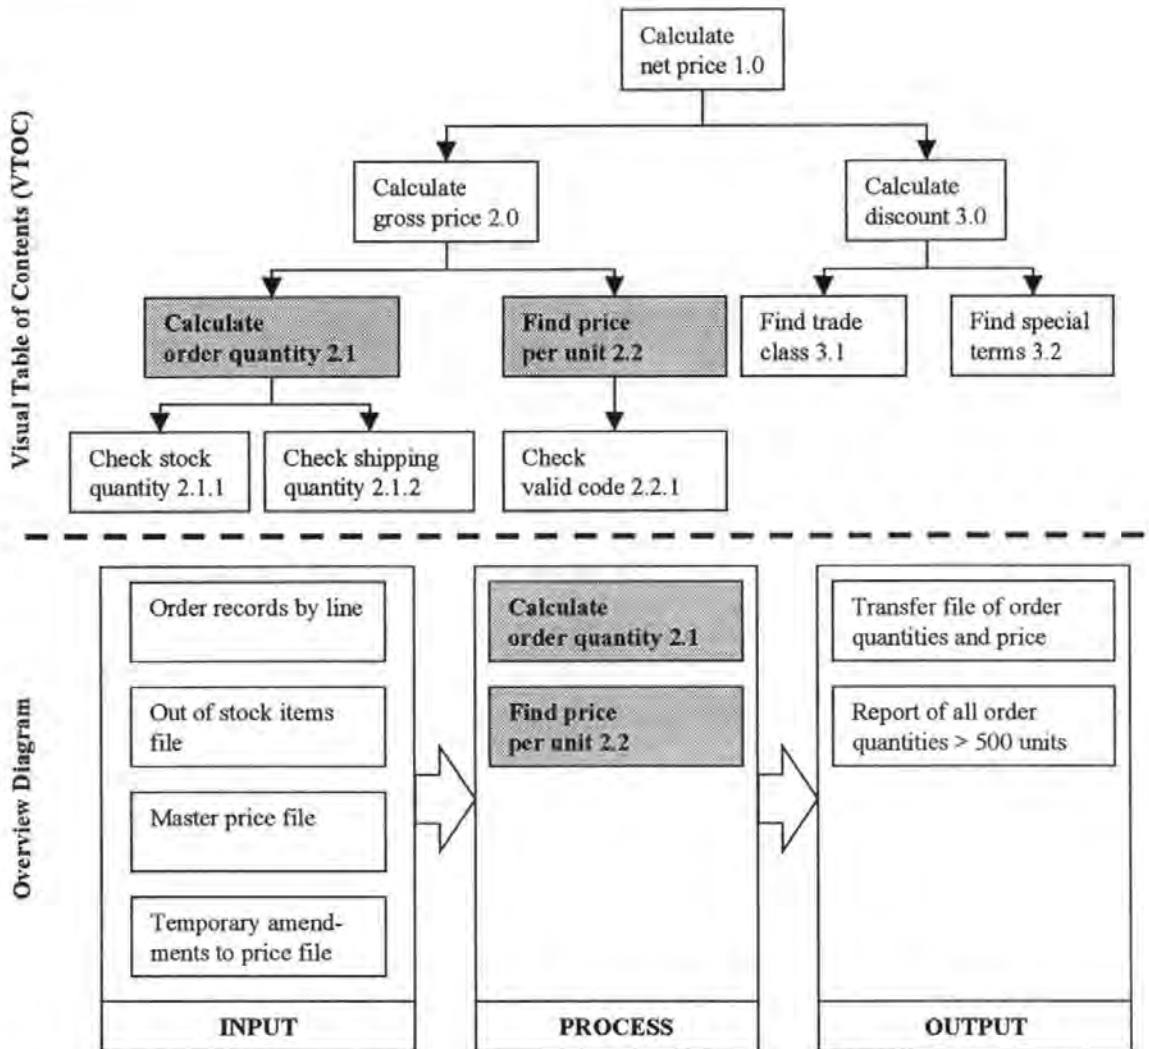 Visual Table of Contents (VTOC)
Calculate
net price 1.0
Calculate
gross price 2.0
Calculate
discount 3.0
Calculate
order quantity 2.1
Find price
per unit 2.2
Find trade
class 3.1
Find special
terms 3.2
Check stock
quantity 2.1.1
Check shipping
quantity 2.1.2
Check
valid code 2.2.1
Overview Diagram
Order records by line
Out of stock items
file
Master price file
Temporary amend-
ments to price file
INPUT
Calculate
order quantity 2.1
Find price
per unit 2.2
PROCESS
Transfer file of order
quantities and price
Report of all order
quantities > 500 units
OUTPUT